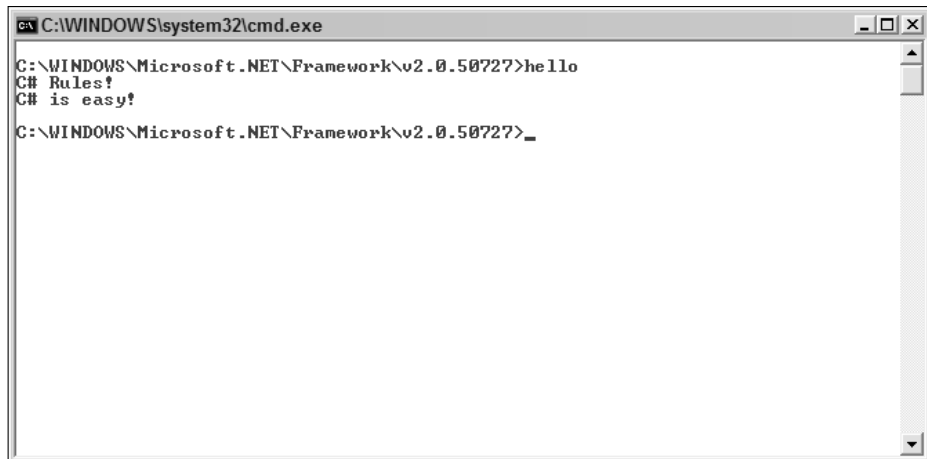 C:\WINDOWS\system32\cmd.exe
C:\WINDOWS\Microsoft.NET\Framework\v2.0.50727>hello
C# Rules!
C# is easy!
C:\WINDOWS\Microsoft.NET\Framework\v2.0.50727>_